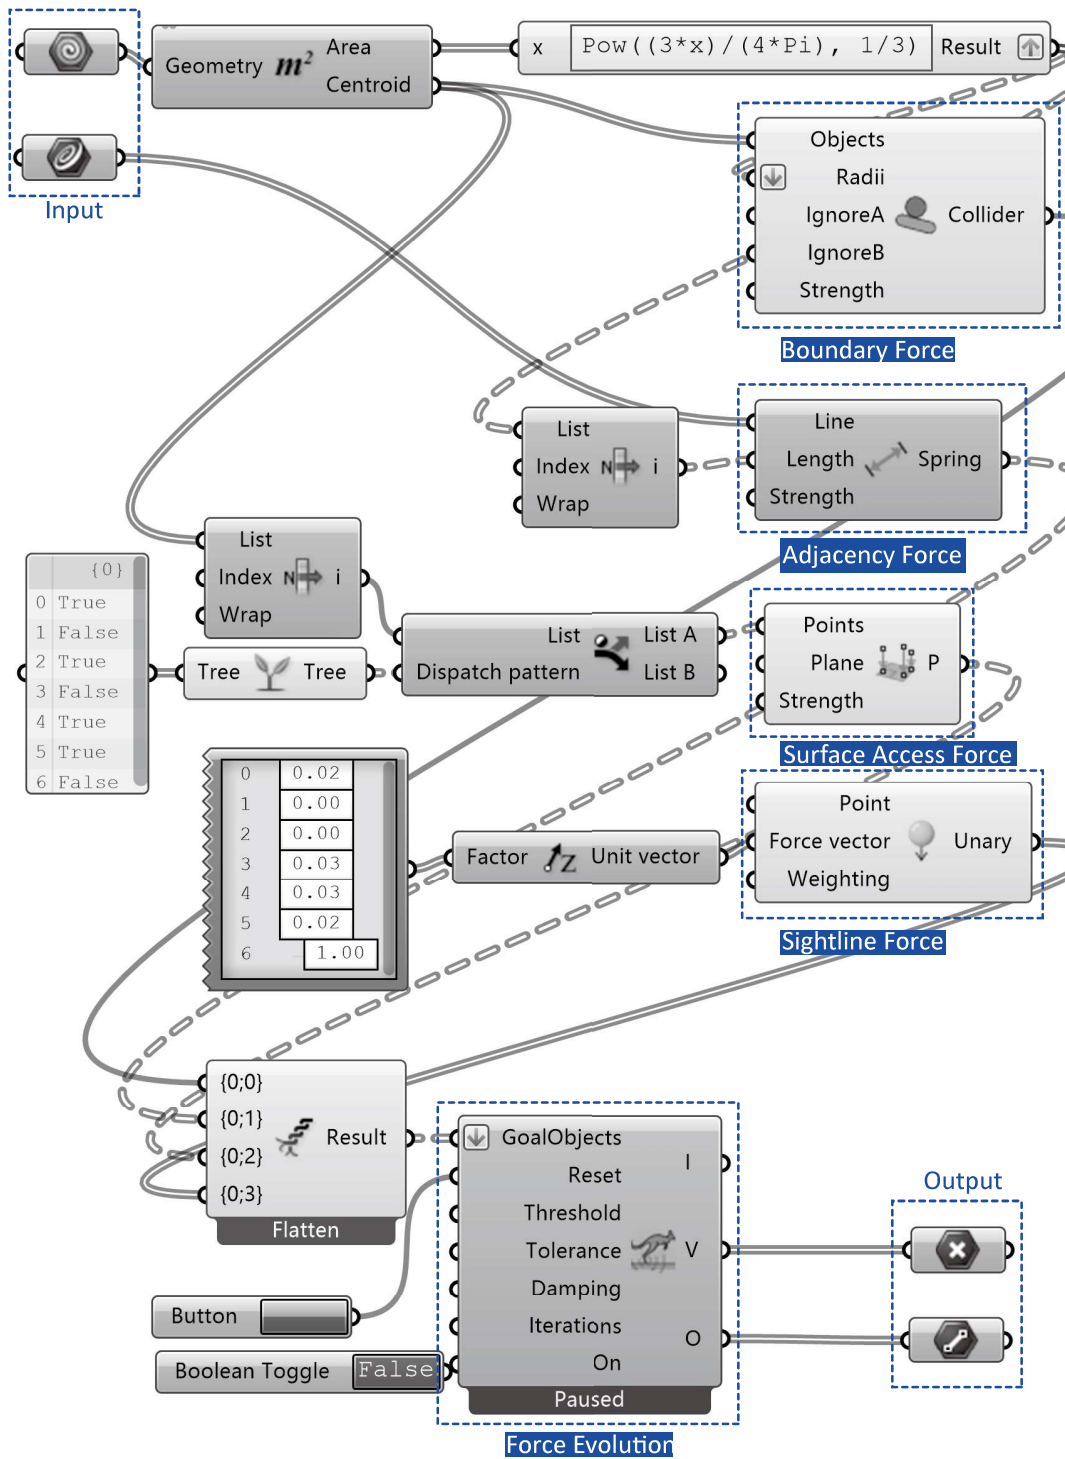 Input
Geometry m²
Area
Centroid
x Pow((3*x)/(4*Pi), 1/3) Result
Objects
Radii
IgnoreA
IgnoreB
Strength
Collider
Boundary Force
List
Index
Wrap
N
i
Line
Length
Strength
Spring
Adjacency Force
List
Index
Wrap
N
i
{0}
0 True
1 False
2 True
3 False
4 True
5 True
6 False
Tree Tree
List
Dispatch pattern
List A
List B
Points
Plane
Strength
P
Surface Access Force
0 0.02
1 0.00
2 0.00
3 0.03
4 0.03
5 0.02
6 1.00
Factor Z Unit vector
Point
Force vector
Weighting
Unary
Sightline Force
{0;0}
{0;1}
{0;2}
{0;3}
Result
Flatten
GoalObjects
Reset
Threshold
Tolerance
Damping
Iterations
On
I
V
O
Paused
Force Evolution
Button
Boolean Toggle False
Output